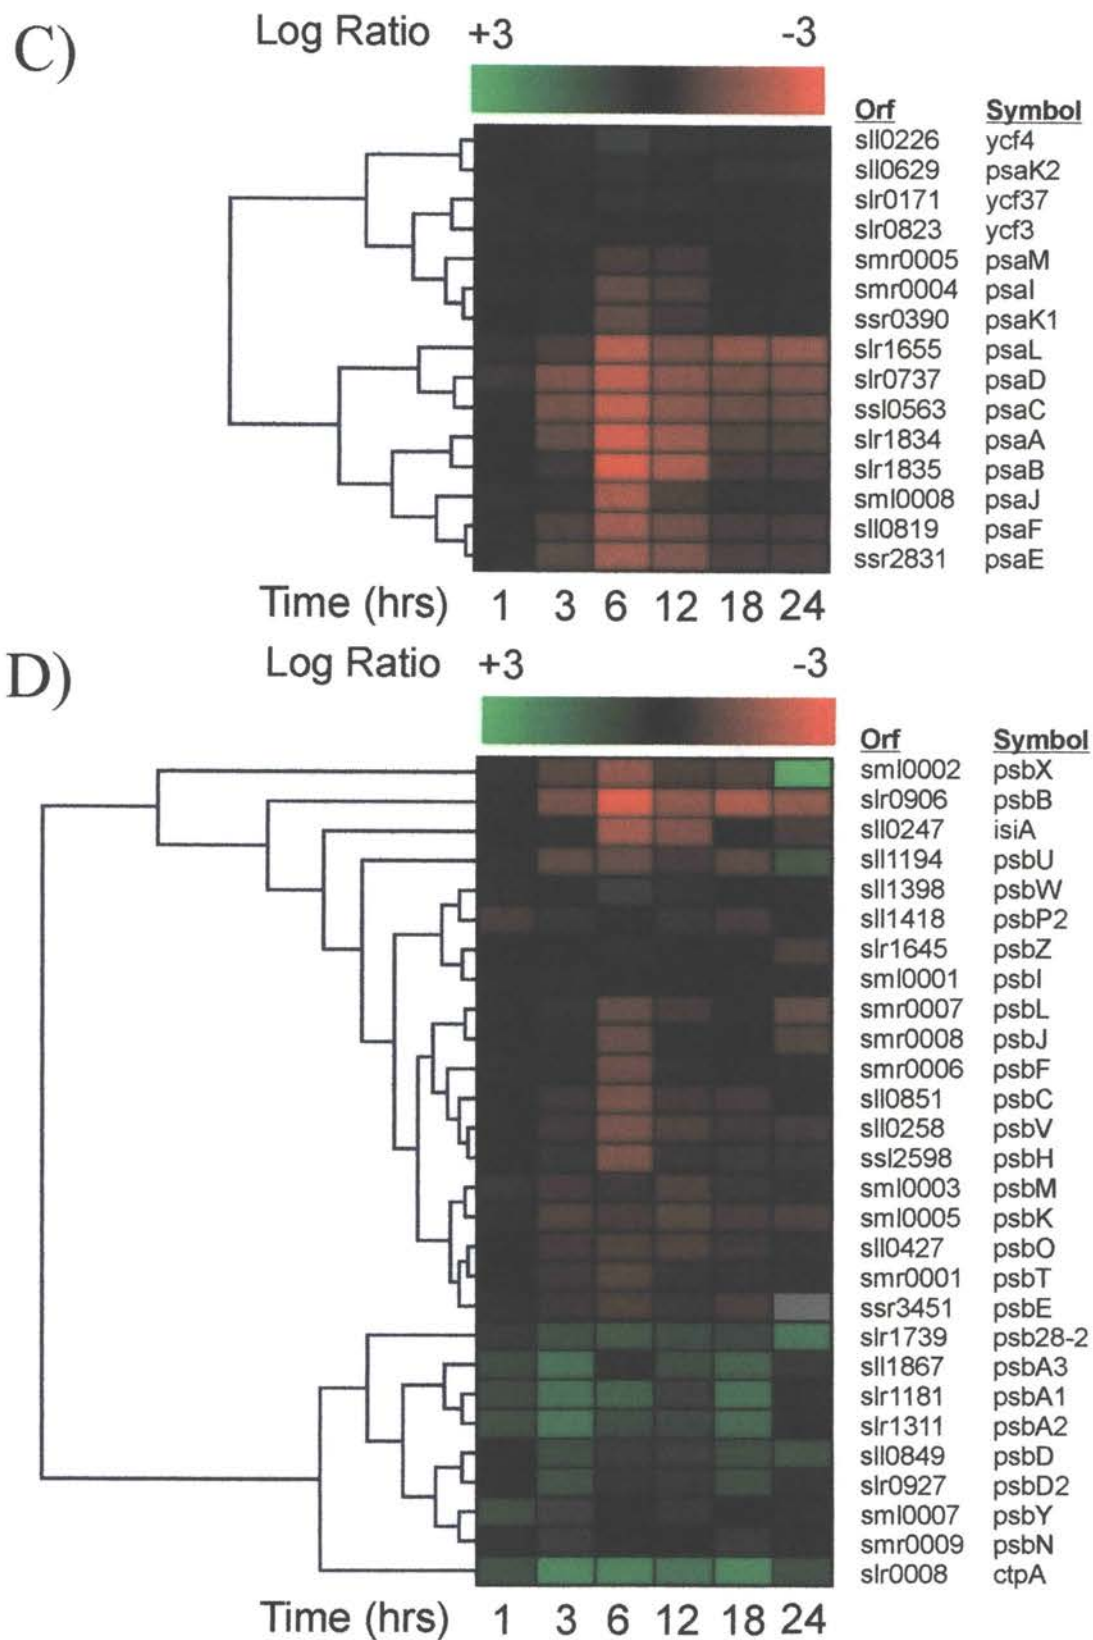 C)
Log Ratio +3 -3
Orf Symbol
sll0226 ycf4
sll0629 psaK2
slr0171 ycf37
slr0823 ycf3
smr0005 psaM
smr0004 psaI
ssr0390 psaK1
slr1655 psaL
slr0737 psaD
ssl0563 psaC
slr1834 psaA
slr1835 psaB
sml0008 psaJ
sll0819 psaF
ssr2831 psaE
Time (hrs) 1 3 6 12 18 24
D)
Log Ratio +3 -3
Orf Symbol
sml0002 psbX
slr0906 psbB
sll0247 isiA
sll1194 psbU
sll1398 psbW
sll1418 psbP2
slr1645 psbZ
sml0001 psbI
smr0007 psbL
smr0008 psbJ
smr0006 psbF
sll0851 psbC
sll0258 psbV
ssl2598 psbH
sml0003 psbM
sml0005 psbK
sll0427 psbO
smr0001 psbT
ssr3451 psbE
slr1739 psb28-2
sll1867 psbA3
slr1181 psbA1
slr1311 psbA2
sll0849 psbD
slr0927 psbD2
sml0007 psbY
smr0009 psbN
slr0008 ctpA
Time (hrs) 1 3 6 12 18 24